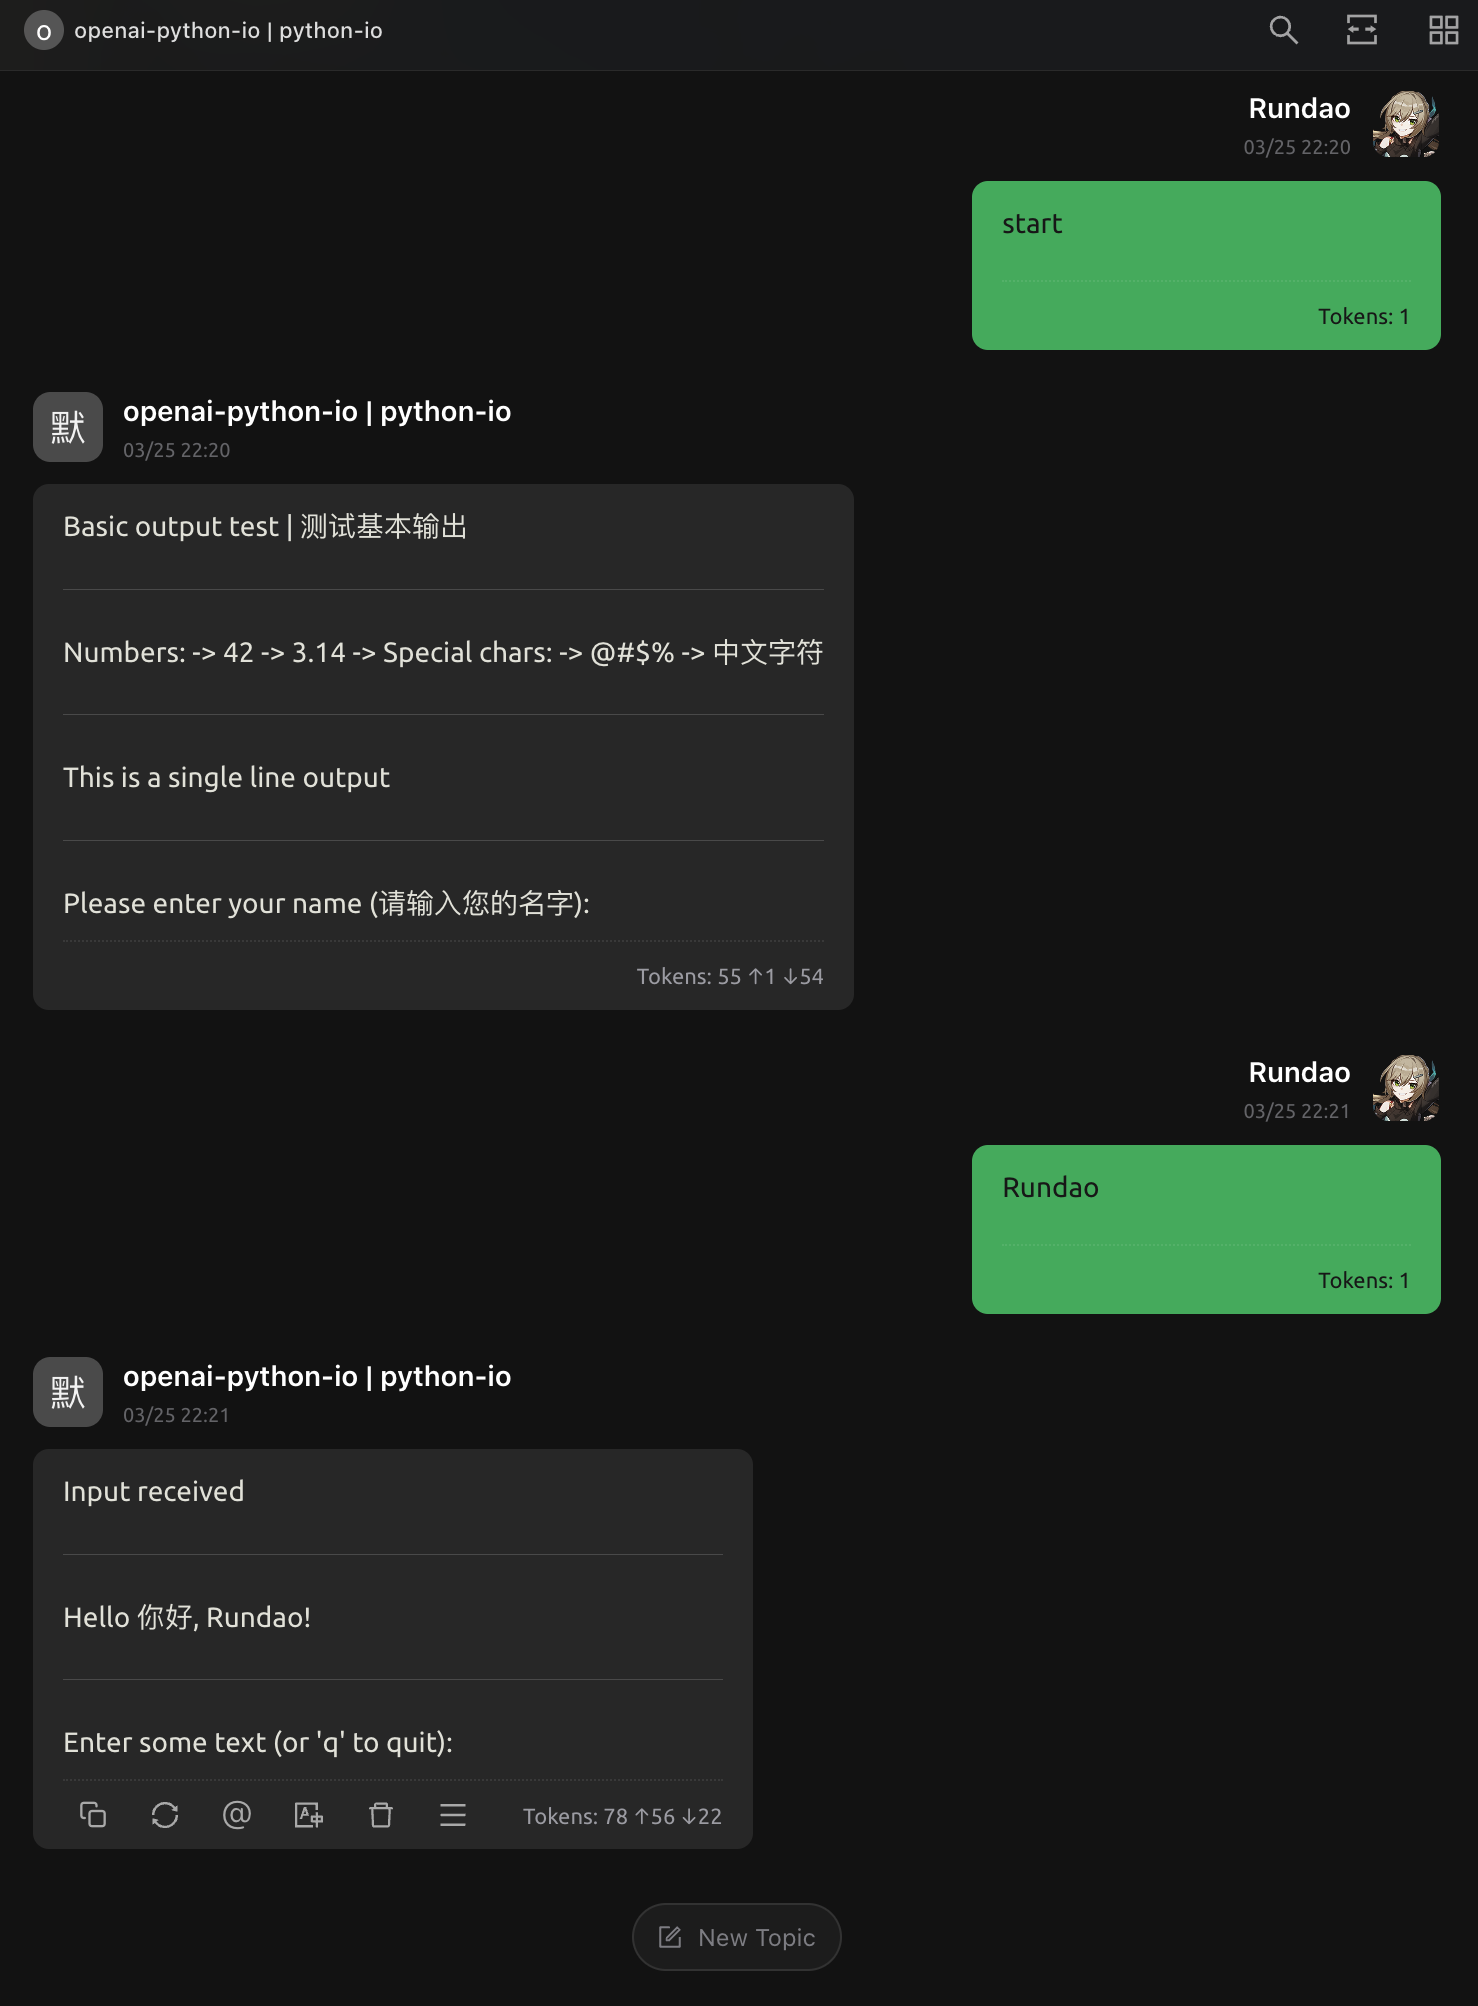 o openai-python-io | python-io
Rundao
03/25 22:20
start
Tokens: 1
默
openai-python-io | python-io
03/25 22:20
Basic output test | 测试基本输出
Numbers: -> 42 -> 3.14 -> Special chars: -> @#$% -> 中文字符
This is a single line output
Please enter your name (请输入您的名字):
Tokens: 55 ↑1 ↓54
Rundao
03/25 22:21
Rundao
Tokens: 1
默
openai-python-io | python-io
03/25 22:21
Input received
Hello 你好, Rundao!
Enter some text (or 'q' to quit):
Tokens: 78 ↑56 ↓22
New Topic